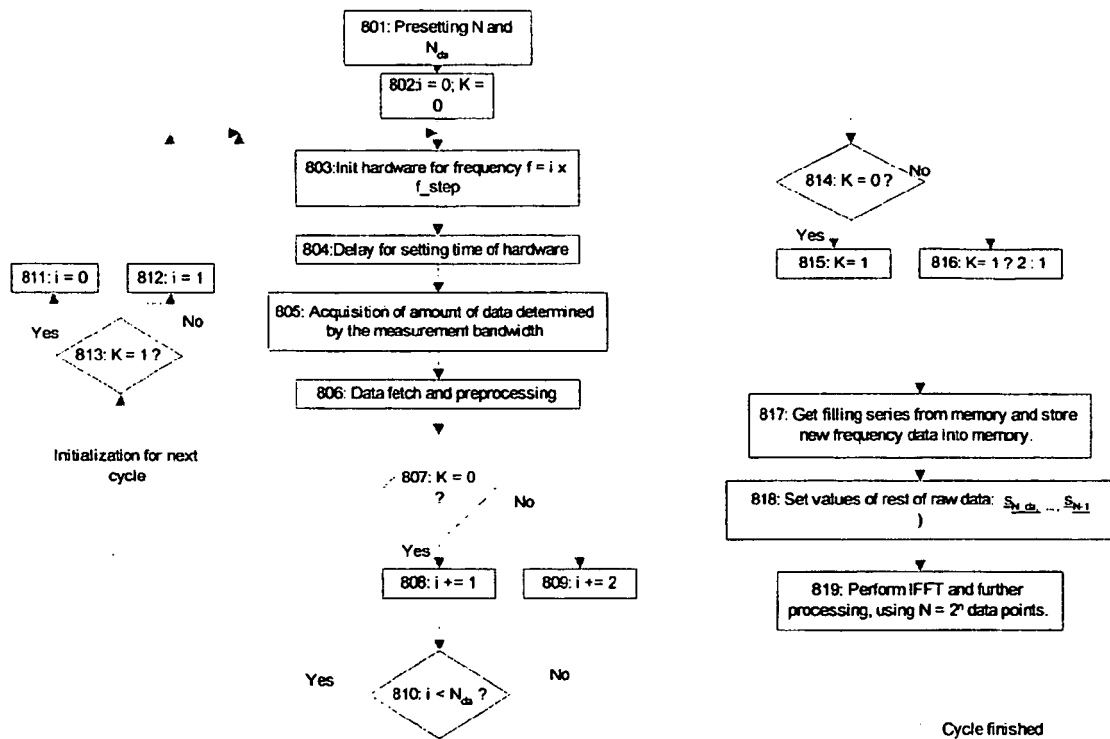 801: Presetting N and
N_da
802:i = 0; K =
0
803:Init hardware for frequency f = i x
f_step
804:Delay for setting time of hardware
805: Acquisition of amount of data determined
by the measurement bandwidth
806: Data fetch and preprocessing
807: K = 0
?
No
Yes
808: i += 1
809: i += 2
Yes
810: i < N_da ?
No
811: i = 0
812: i = 1
Yes
No
813: K = 1 ?
Initialization for next
cycle
814: K = 0 ?
No
Yes
815: K= 1
816: K= 1 ? 2 : 1
817: Get filling series from memory and store
new frequency data into memory.
818: Set values of rest of raw data: S_N_da, ..., S_N-1
)
819: Perform IFFT and further
processing, using N = 2ⁿ data points.
Cycle finished